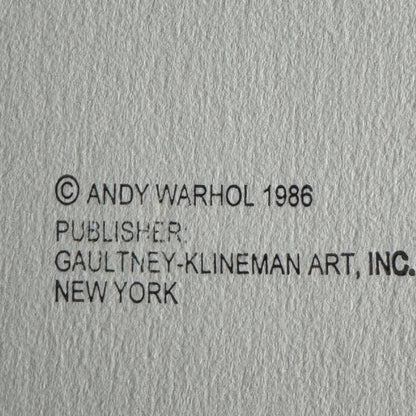 © ANDY WARHOL 1986
PUBLISHER:
GAULTNEY-KLINEMAN ART, INC.
NEW YORK